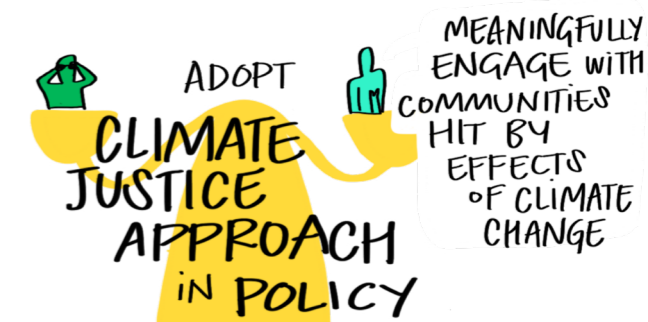 ADOPT
CLIMATE
JUSTICE
APPROACH
iN POLICY
MEANINGFULLY
ENGAGE WiTH
COMMUNITIES
HIT BY
EFFECTS
OF CLIMATE
CHANGE